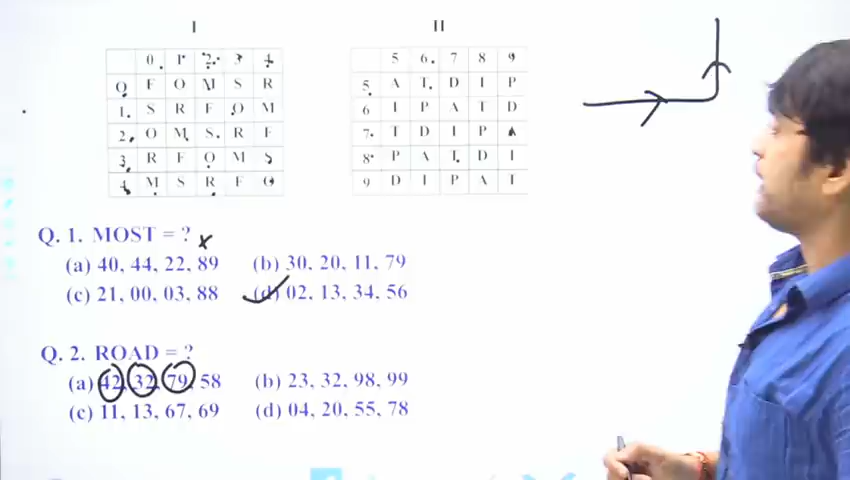 I II
0 1 2 3 4
0 F O M S R
1 S R F O M
2 O M S R F
3 R F O M S
4 M S R F O
5 6 7 8 9
5 A T D I P
6 I P A T D
7 T D I P A
8 P A T D I
9 D I P A T
Q. 1. MOST = ? x
(a) 40, 44, 22, 89 (b) 30, 20, 11, 79
(c) 21, 00, 03, 88 (d) 02, 13, 34, 56
Q. 2. ROAD = ?
(a) 42, 32, 79, 58 (b) 23, 32, 98, 99
(c) 11, 13, 67, 69 (d) 04, 20, 55, 78